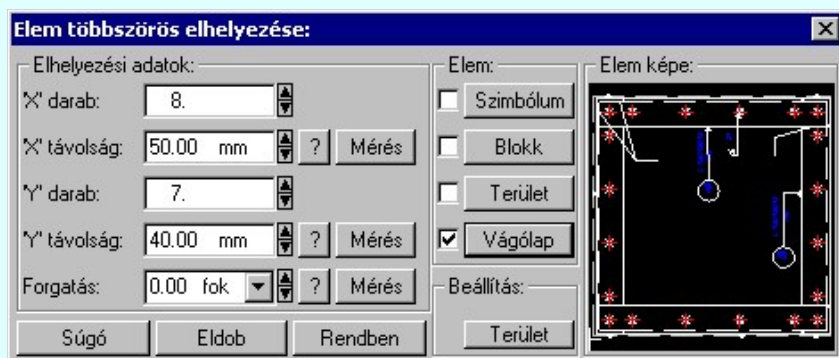 Elem többszörös elhelyezése:
Elhelyezési adatok:
'X' darab: 8.
'X' távolság: 50.00 mm ? Mérés
'Y' darab: 7.
'Y' távolság: 40.00 mm ? Mérés
Forgatás: 0.00 fok ? Mérés
Súgó Eldob Rendben
Elem:
Szimbólum
Blokk
Terület
Vágólap
Beállítás:
Terület
Elem képe: